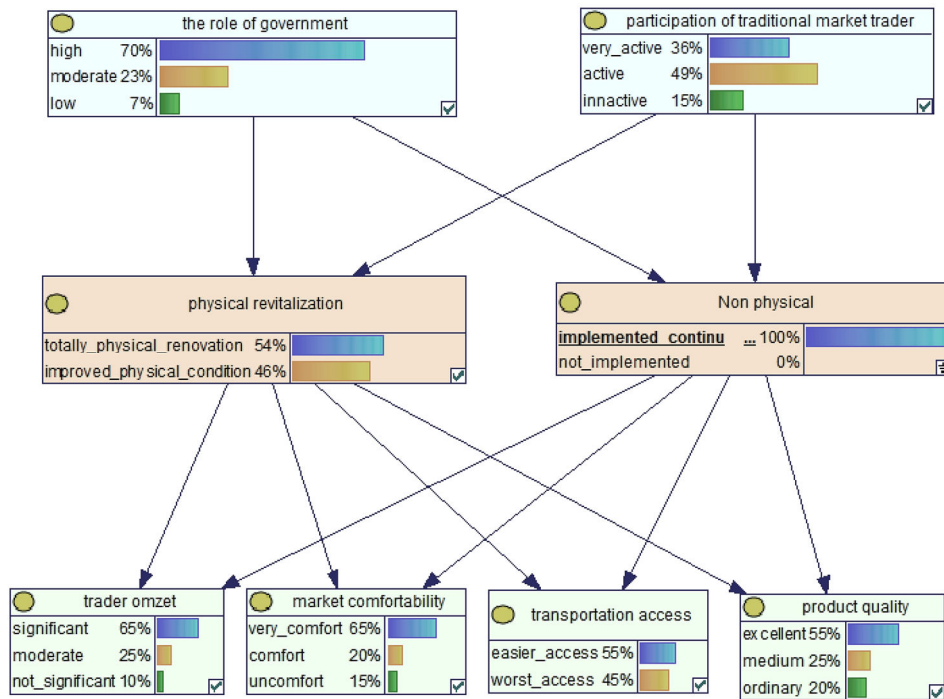 the role of government
high 70%
moderate 23%
low 7%
participation of traditional market trader
very_active 36%
active 49%
innactive 15%
physical revitalization
totally_physical_renovation 54%
improved_physical_condition 46%
Non physical
implemented_continu ... 100%
not_implemented 0%
trader omzet
significant 65%
moderate 25%
not_significant 10%
market comfortability
very_comfort 65%
comfort 20%
uncomfort 15%
transportation access
easier_access 55%
worst_access 45%
product quality
excellent 55%
medium 25%
ordinary 20%